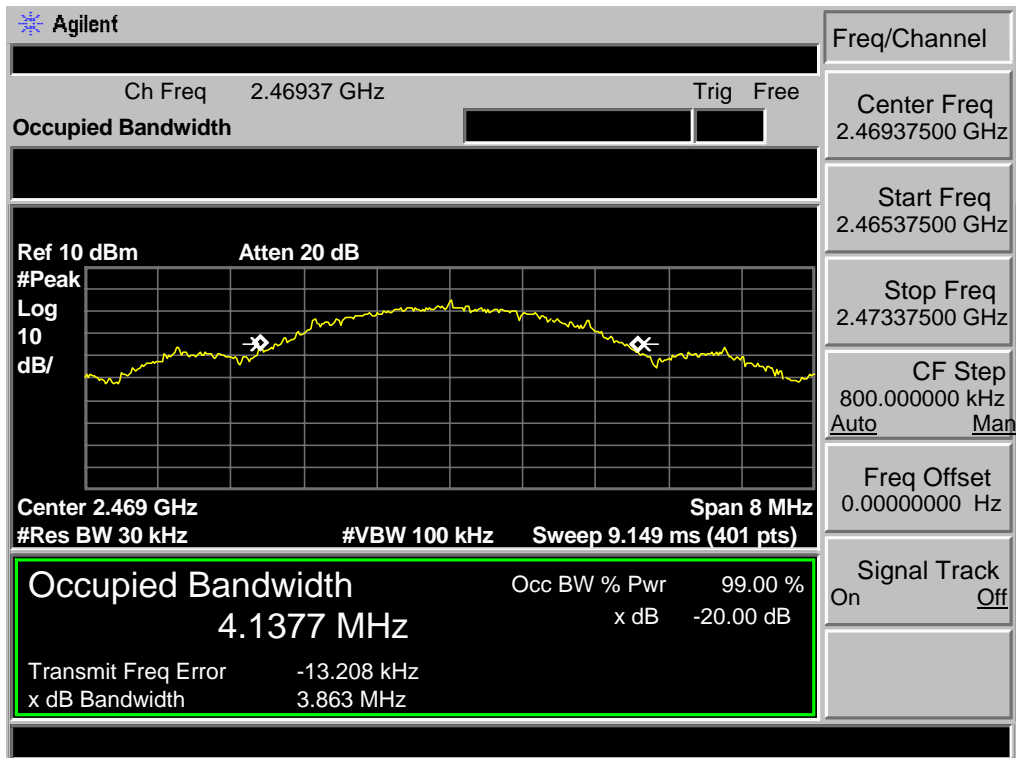 Agilent
Freq/Channel
Ch Freq 2.46937 GHz Trig Free
Occupied Bandwidth
Center Freq
2.46937500 GHz
Start Freq
2.46537500 GHz
Ref 10 dBm Atten 20 dB
#Peak
Log
10
dB/
Stop Freq
2.47337500 GHz
CF Step
800.000000 kHz
Auto Man
Freq Offset
0.00000000 Hz
Center 2.469 GHz Span 8 MHz
#Res BW 30 kHz #VBW 100 kHz Sweep 9.149 ms (401 pts)
Signal Track
On Off
Occupied Bandwidth Occ BW % Pwr 99.00 %
4.1377 MHz x dB -20.00 dB
Transmit Freq Error -13.208 kHz
x dB Bandwidth 3.863 MHz